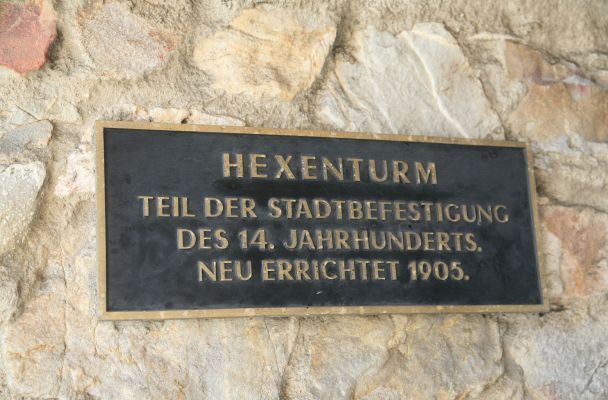 HEXENTURM
TEIL DER STADTBEFESTIGUNG
DES 14. JAHRHUNDERTS.
NEU ERRICHTET 1905.